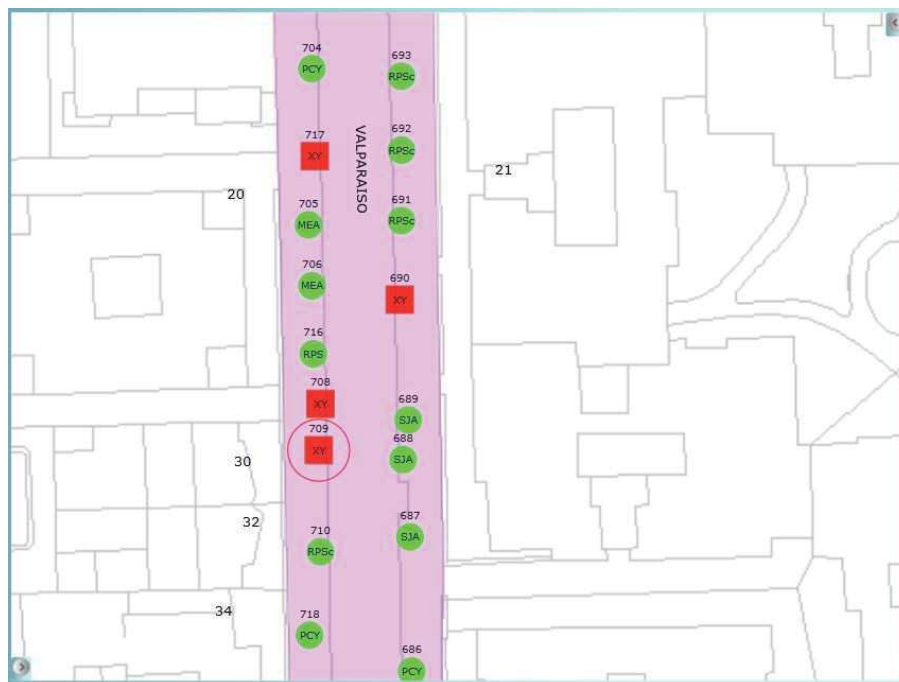 704
PCY
693
RPSc
717
XY
692
RPSc
VALPARAISO
21
20
705
MEA
691
RPSc
706
MEA
690
XY
716
RPS
708
XY
689
SJA
709
XY
688
SJA
30
32
710
RPSc
687
SJA
34
718
PCY
686
PCY